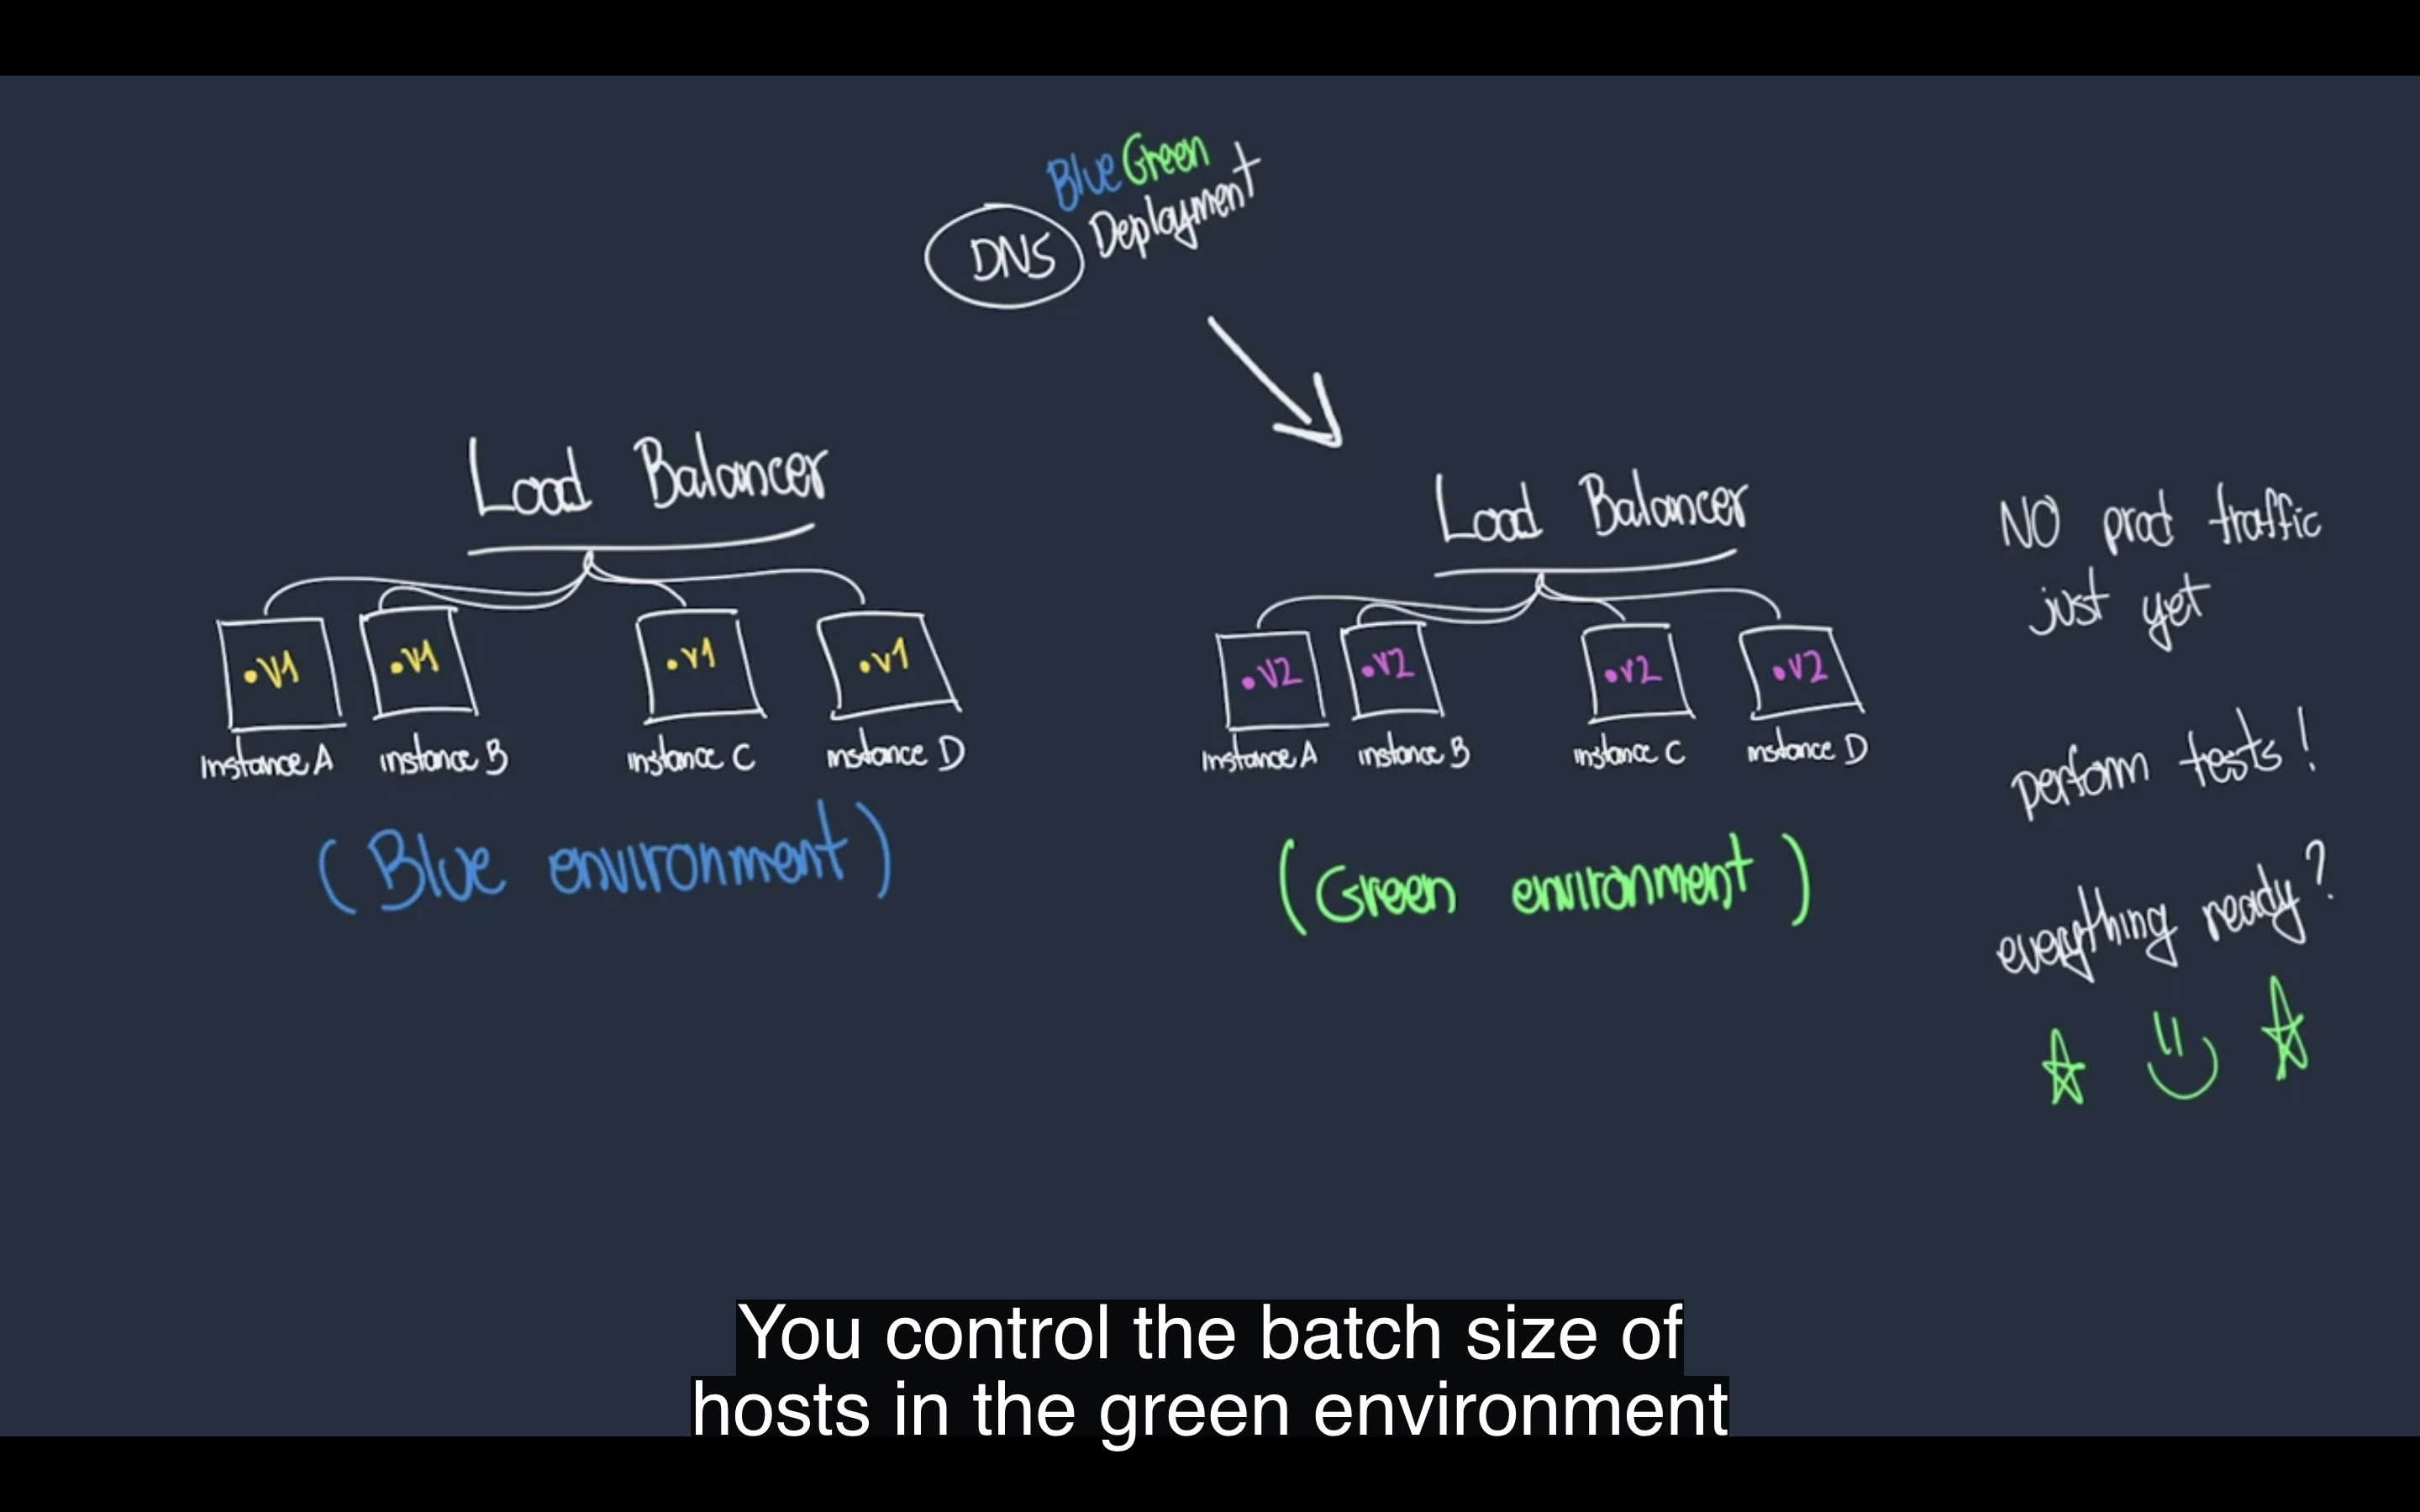 Blue Green
DNS Deployment
Load Balancer
.v1 .v1 .v1 .v1
instance A instance B instance C instance D
(Blue environment)
Load Balancer
.v2 .v2 .v2 .v2
instance A instance B instance C instance D
(Green environment)
NO prod traffic
just yet
perform tests!
everything ready?
You control the batch size of
hosts in the green environment